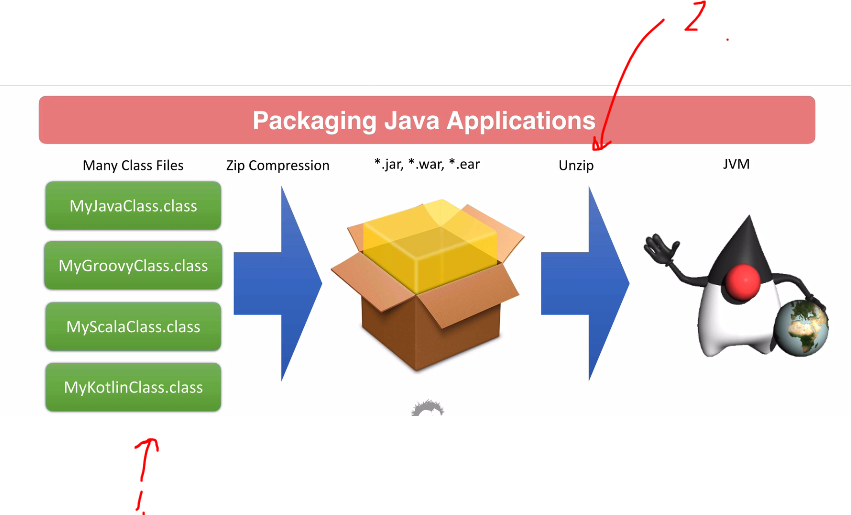 2
Packaging Java Applications
Many Class Files
Zip Compression
*.jar, *.war, *.ear
Unzip
JVM
MyJavaClass.class
MyGroovyClass.class
MyScalaClass.class
MyKotlinClass.class
1.